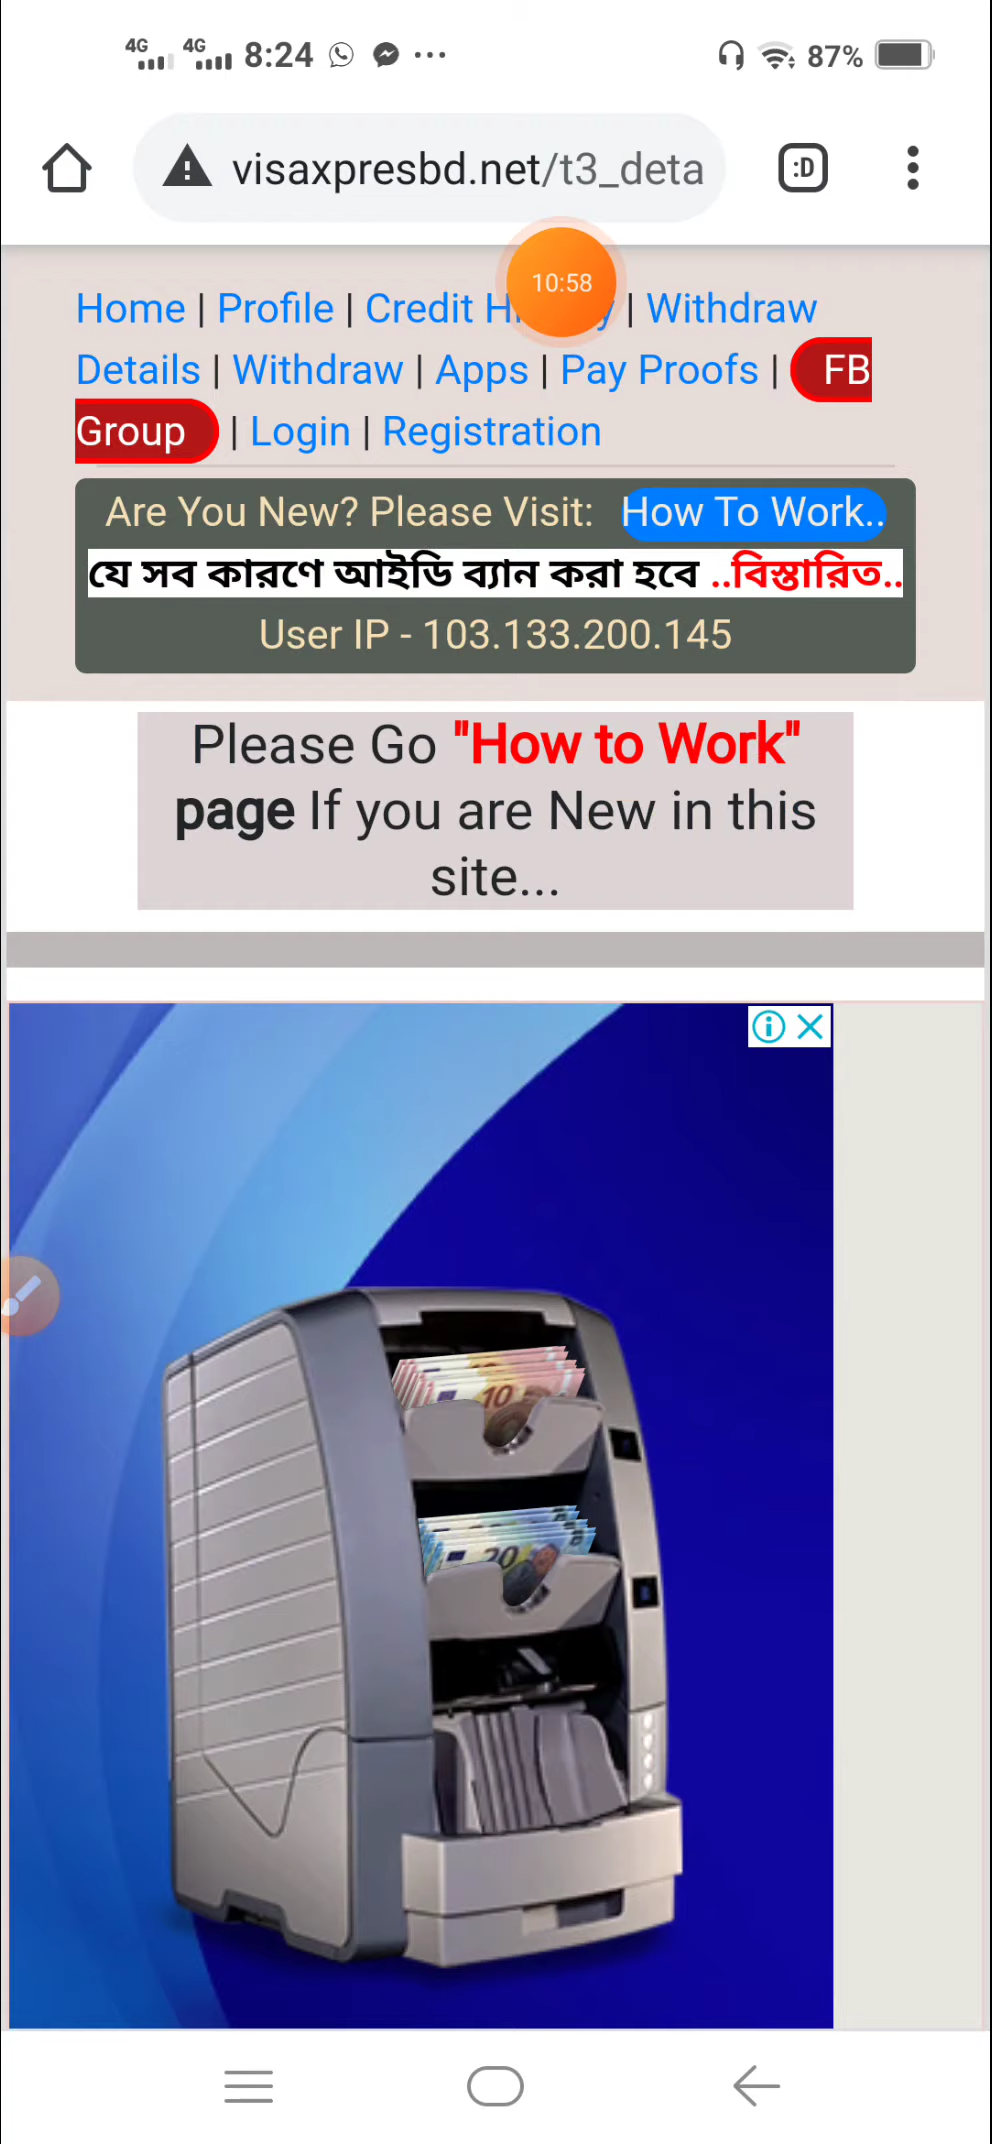 4G 4G 8:24 87%
visaxpresbd.net/t3_deta :D
10:58
Home | Profile | Credit | Withdraw
Details | Withdraw | Apps | Pay Proofs | FB
Group | Login | Registration
Are You New? Please Visit: How To Work..
যে সব কারণে আইডি ব্যান করা হবে ..বিস্তারিত..
User IP - 103.133.200.145
Please Go "How to Work"
page If you are New in this
site...
10
20